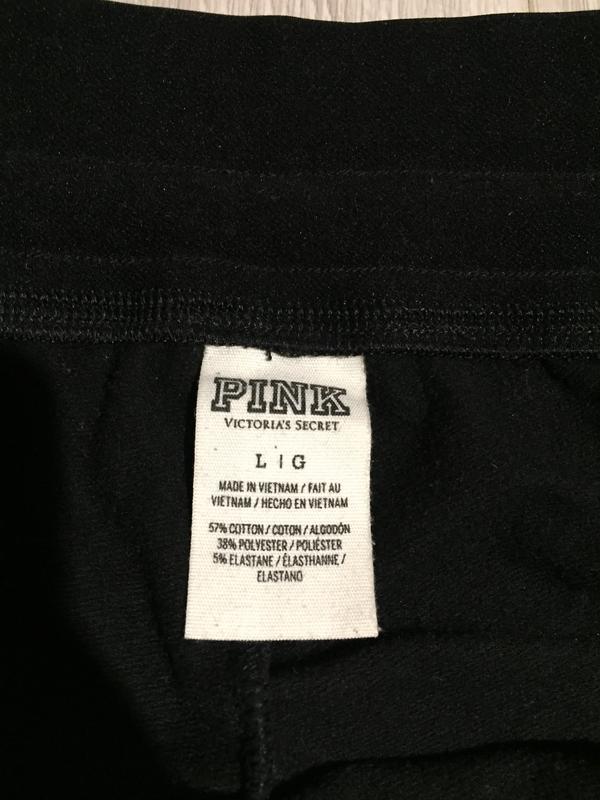 PINK
VICTORIA'S SECRET
L | G
MADE IN VIETNAM / FAIT AU
VIETNAM / HECHO EN VIETNAM
57% COTTON / COTON / ALGODÓN
38% POLYESTER / POLIÉSTER
5% ELASTANE / ÉLASTHANNE /
ELASTANO